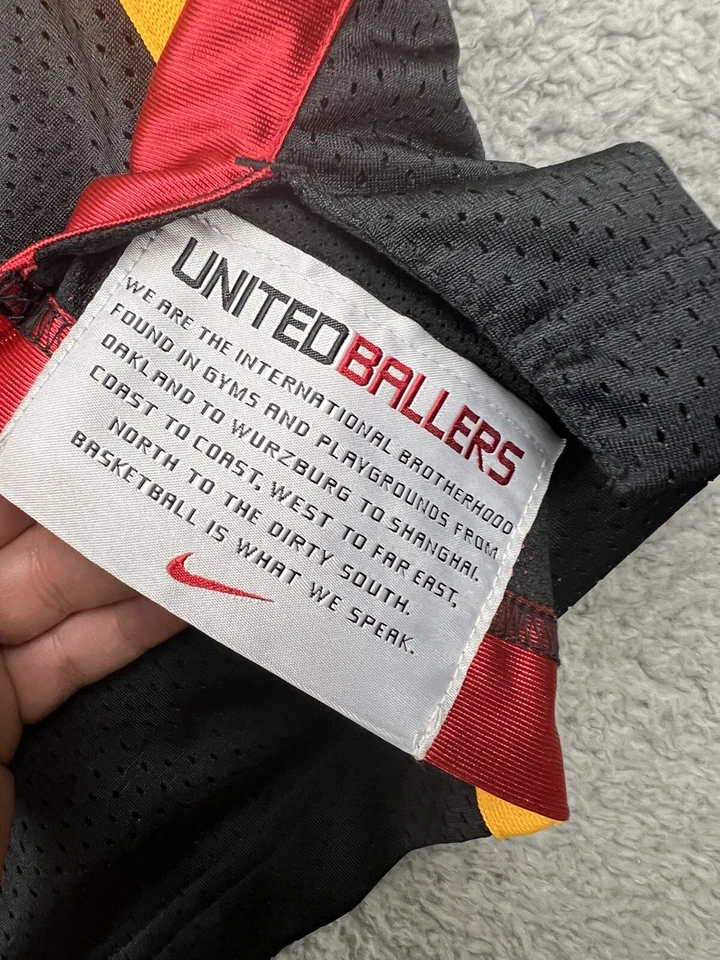 UNITEDBALLERS
WE ARE THE INTERNATIONAL BROTHERHOOD
FOUND IN GYMS AND PLAYGROUNDS FROM
OAKLAND TO WURZBURG TO SHANGHAI.
COAST TO COAST, WEST TO FAR EAST,
NORTH TO THE DIRTY SOUTH.
BASKETBALL IS WHAT WE SPEAK.